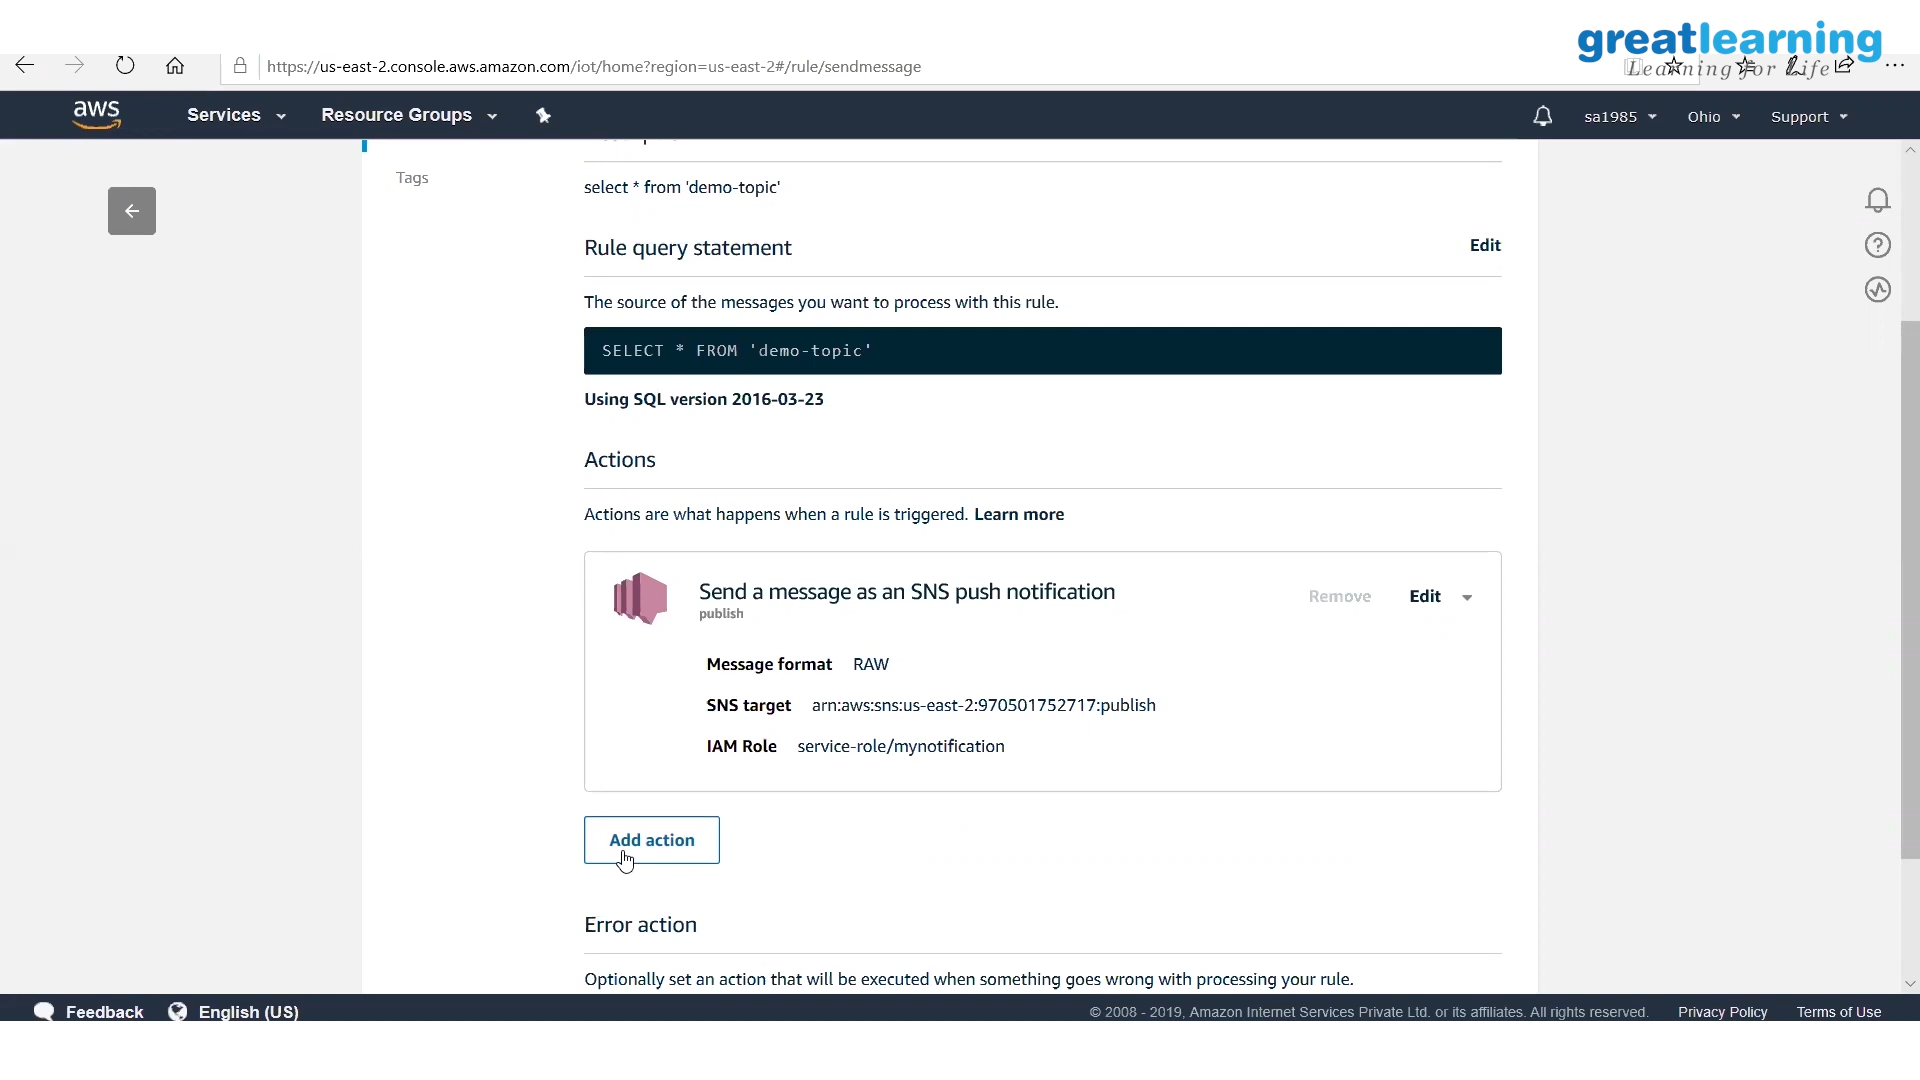 greatlearning
Learning for Life
https://us-east-2.console.aws.amazon.com/iot/home?region=us-east-2#/rule/sendmessage
aws
Services
Resource Groups
sa1985
Ohio
Support
Tags
select * from 'demo-topic'
Rule query statement
Edit
The source of the messages you want to process with this rule.
SELECT * FROM 'demo-topic'
Using SQL version 2016-03-23
Actions
Actions are what happens when a rule is triggered. Learn more
Send a message as an SNS push notification
publish
Remove
Edit
Message format RAW
SNS target arn:aws:sns:us-east-2:970501752717:publish
IAM Role service-role/mynotification
Add action
Error action
Optionally set an action that will be executed when something goes wrong with processing your rule.
Feedback
English (US)
© 2008 - 2019, Amazon Internet Services Private Ltd. or its affiliates. All rights reserved.
Privacy Policy
Terms of Use